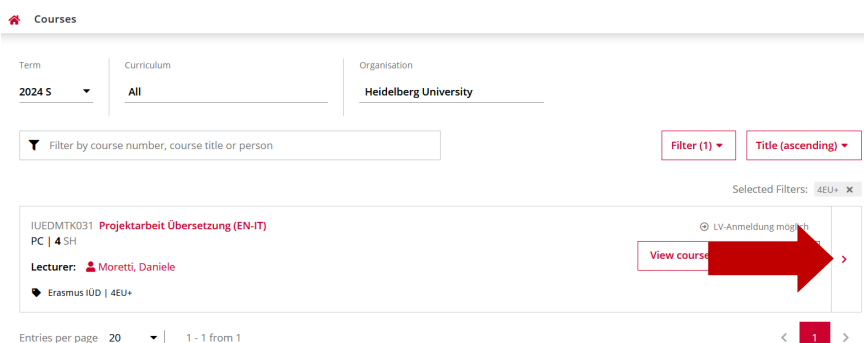 Courses
Term
Curriculum
Organisation
2024 S
All
Heidelberg University
Filter by course number, course title or person
Filter (1)
Title (ascending)
Selected Filters: 4EU+ ×
IUEDMTK031 Projektarbeit Übersetzung (EN-IT)
LV-Anmeldung möglich
PC | 4 SH
View course
Lecturer: Moretti, Daniele
Erasmus IÜD | 4EU+
Entries per page 20
1 - 1 from 1
< 1 >